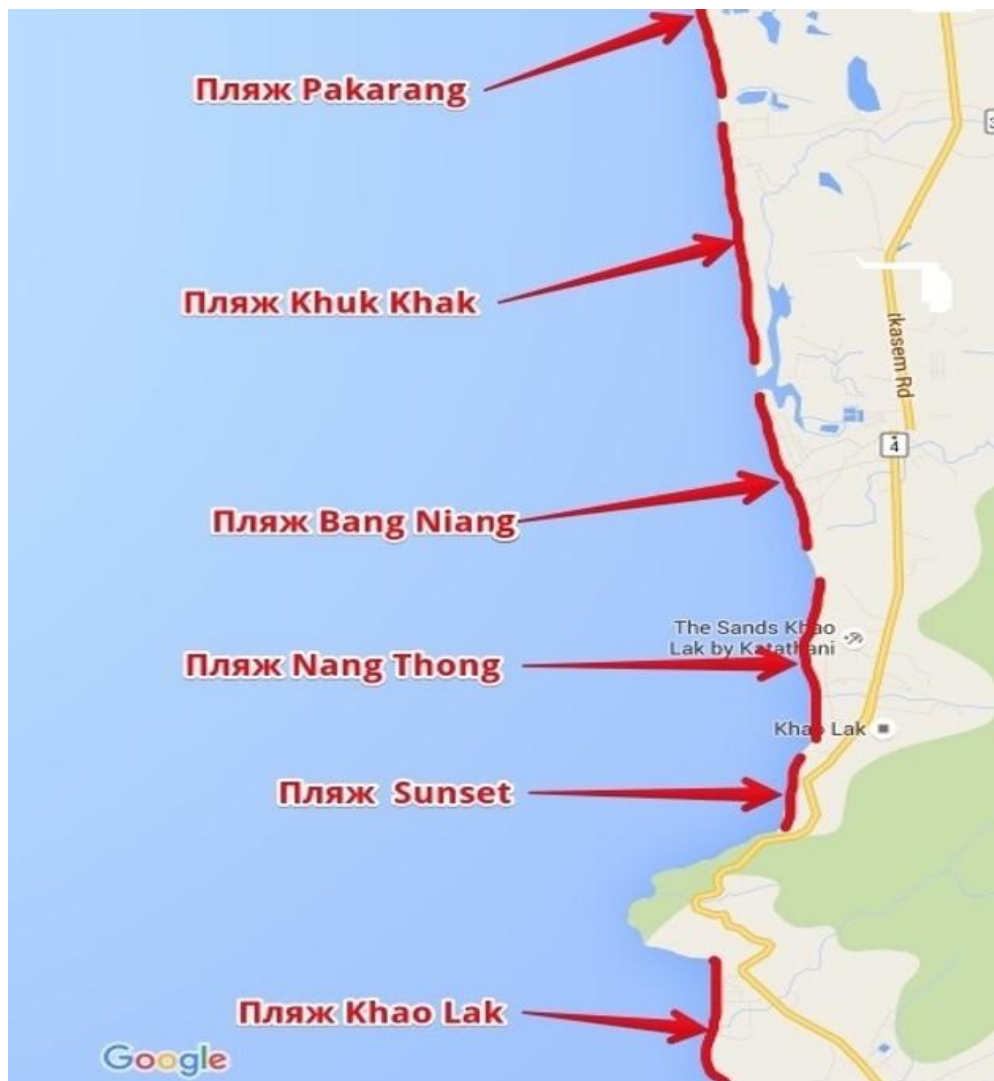 Пляж Pakarang
3
Пляж Khuk Khak
kasem Rd
4
Пляж Bang Niang
The Sands Khao
Lak by Katathani
Пляж Nang Thong
Khao Lak
Пляж Sunset
Пляж Khao Lak
Google